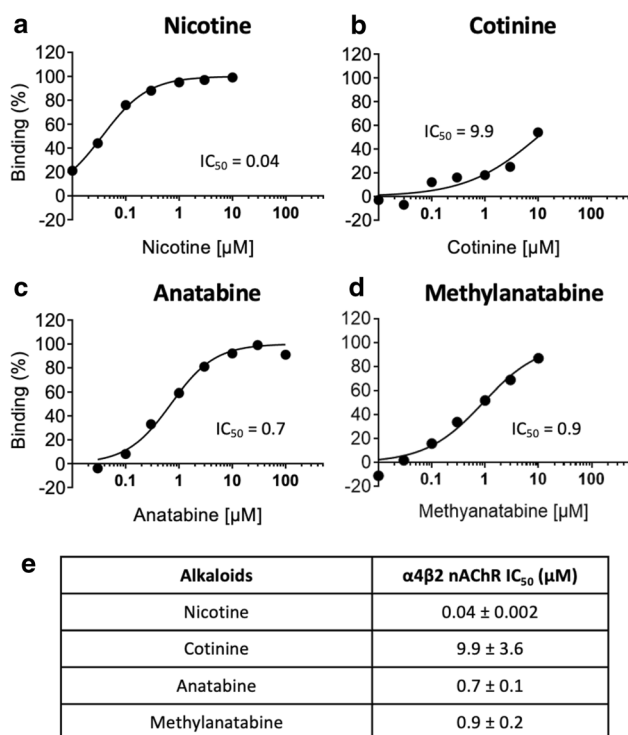 a
Nicotine
120
100
80
60
40
20
0
-20
Binding (%)
0.1
1
10
100
IC50 = 0.04
Nicotine [µM]
b
Cotinine
120
100
80
60
40
20
0
-20
0.1
1
10
100
IC50 = 9.9
Cotinine [µM]
c
Anatabine
120
100
80
60
40
20
0
-20
Binding (%)
0.1
1
10
100
IC50 = 0.7
Anatabine [µM]
d
Methylanatabine
120
100
80
60
40
20
0
-20
0.1
1
10
100
IC50 = 0.9
Methyanatabine [µM]
e
Alkaloids α4β2 nAChR IC50 (µM)
Nicotine 0.04 ± 0.002
Cotinine 9.9 ± 3.6
Anatabine 0.7 ± 0.1
Methylanatabine 0.9 ± 0.2